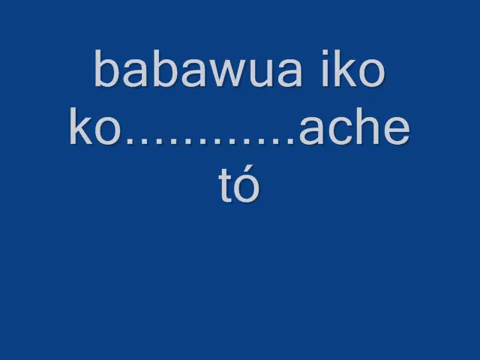 babawua iko
ko............ache
tó